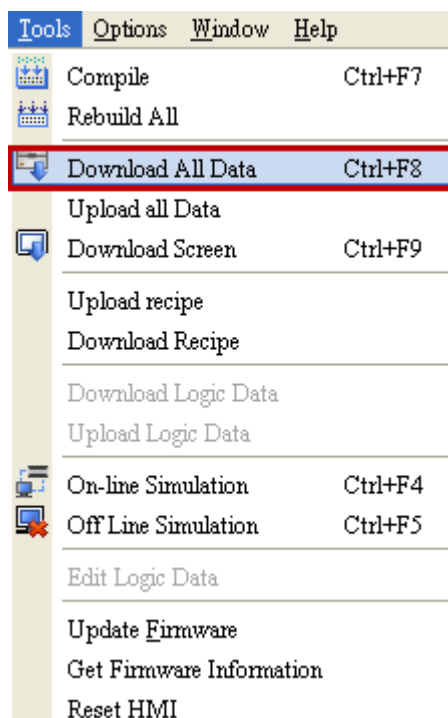 Tools Options Window Help
Compile Ctrl+F7
Rebuild All
Download All Data Ctrl+F8
Upload all Data
Download Screen Ctrl+F9
Upload recipe
Download Recipe
Download Logic Data
Upload Logic Data
On-line Simulation Ctrl+F4
Off Line Simulation Ctrl+F5
Edit Logic Data
Update Firmware
Get Firmware Information
Reset HMI